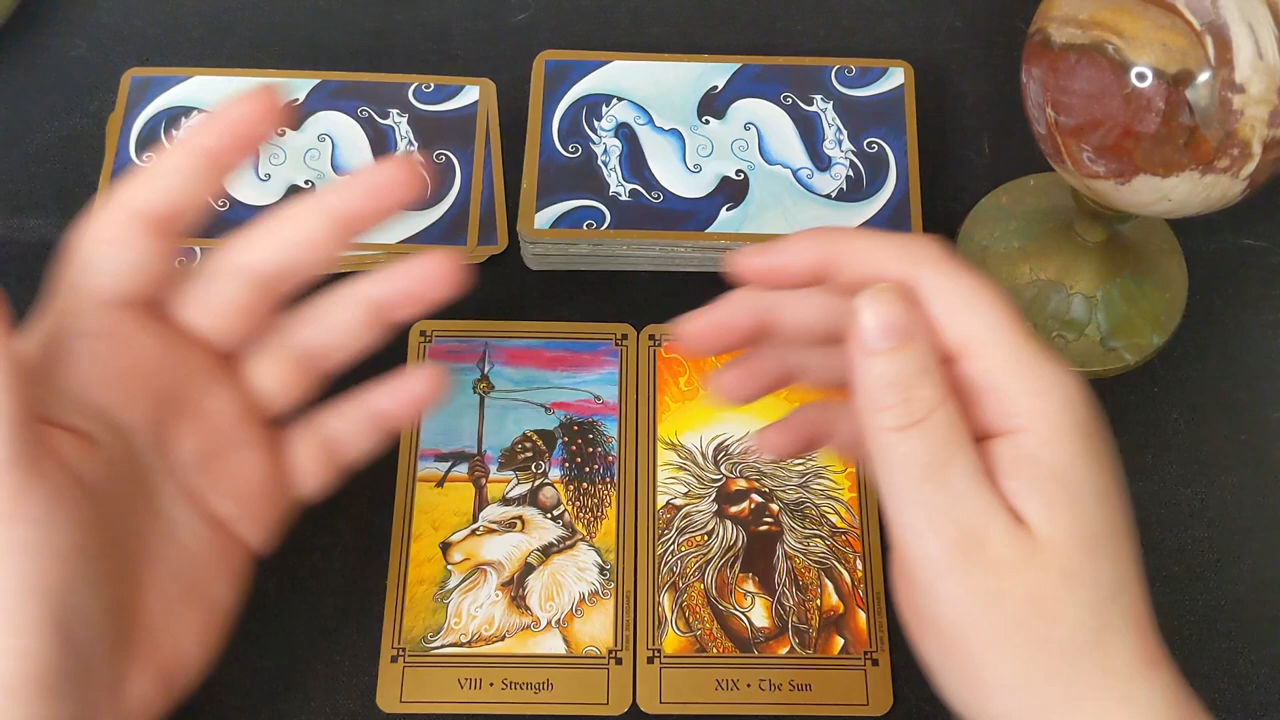 VIII • Strength
XIX • The Sun